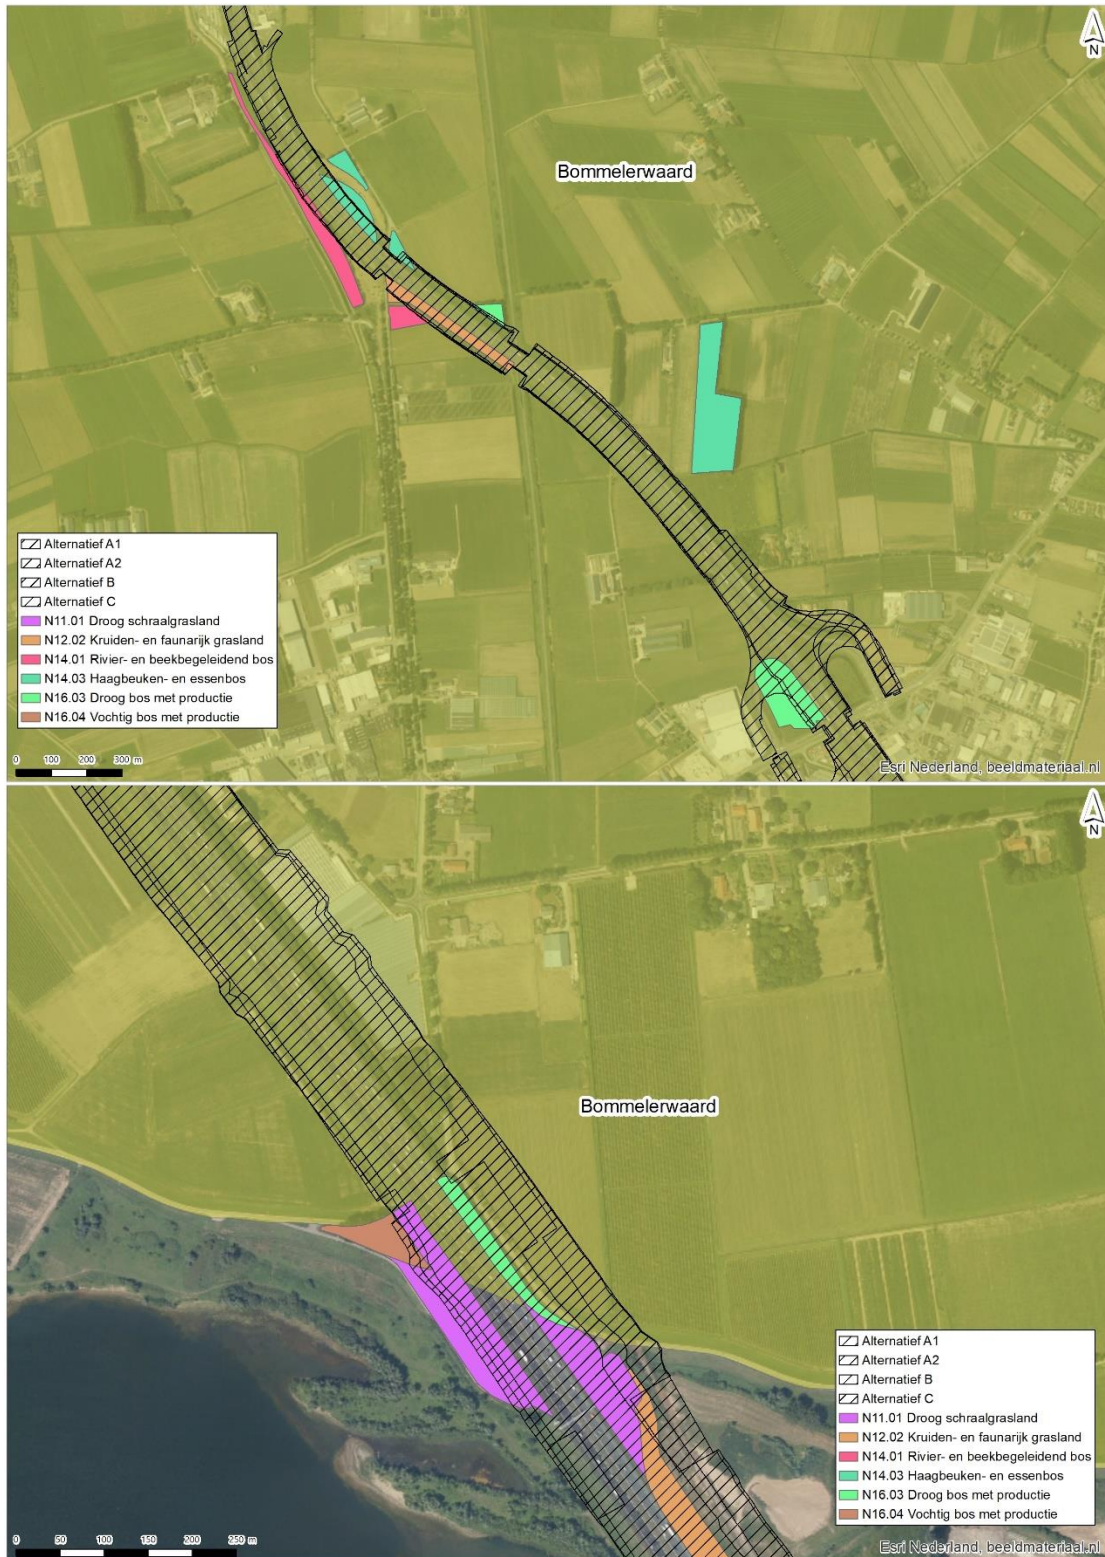 N
Bommelerwaard
Alternatief A1
Alternatief A2
Alternatief B
Alternatief C
N11.01 Droog schraalgrasland
N12.02 Kruiden- en faunarijk grasland
N14.01 Rivier- en beekbegeleidend bos
N14.03 Haagbeuken- en essenbos
N16.03 Droog bos met productie
N16.04 Vochtig bos met productie
0 100 200 300 m
Esri Nederland, beeldmateriaal.nl
N
Bommelerwaard
Alternatief A1
Alternatief A2
Alternatief B
Alternatief C
N11.01 Droog schraalgrasland
N12.02 Kruiden- en faunarijk grasland
N14.01 Rivier- en beekbegeleidend bos
N14.03 Haagbeuken- en essenbos
N16.03 Droog bos met productie
N16.04 Vochtig bos met productie
0 50 100 150 200 250 m
Esri Nederland, beeldmateriaal.nl